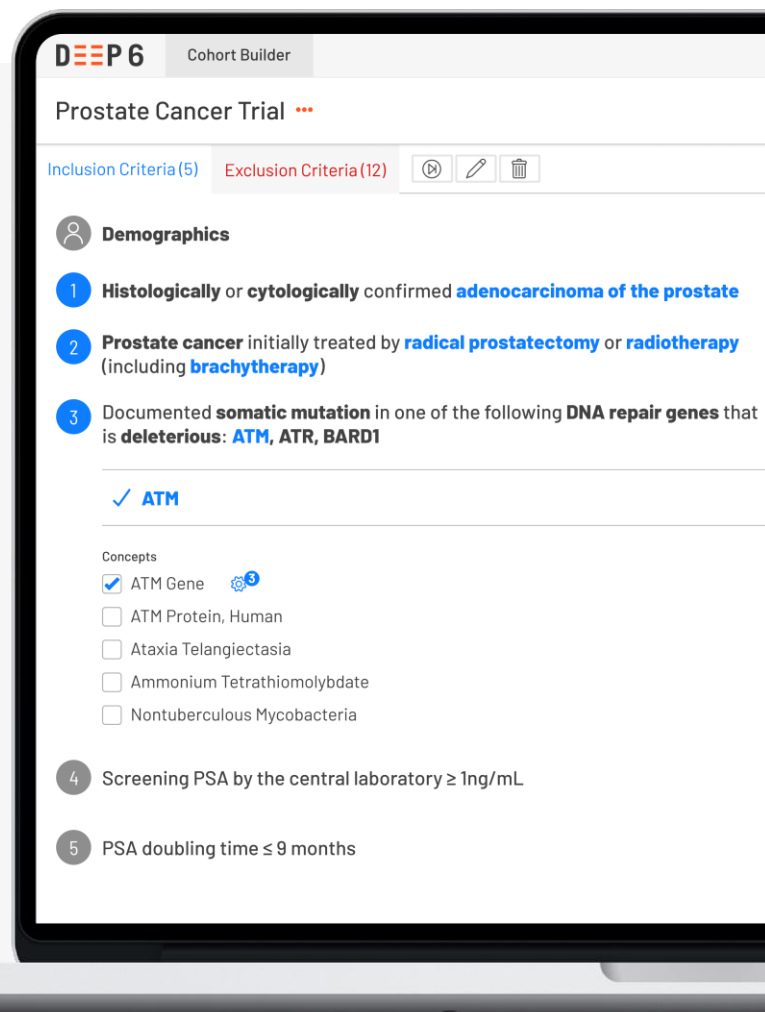 DEEP 6
Cohort Builder
Prostate Cancer Trial •••
Inclusion Criteria (5)
Exclusion Criteria (12)
Demographics
1 Histologically or cytologically confirmed adenocarcinoma of the prostate
2 Prostate cancer initially treated by radical prostatectomy or radiotherapy
(including brachytherapy)
3 Documented somatic mutation in one of the following DNA repair genes that
is deleterious: ATM, ATR, BARD1
ATM
Concepts
ATM Gene 3
ATM Protein, Human
Ataxia Telangiectasia
Ammonium Tetrathiomolybdate
Nontuberculous Mycobacteria
4 Screening PSA by the central laboratory ≥ 1ng/mL
5 PSA doubling time ≤ 9 months